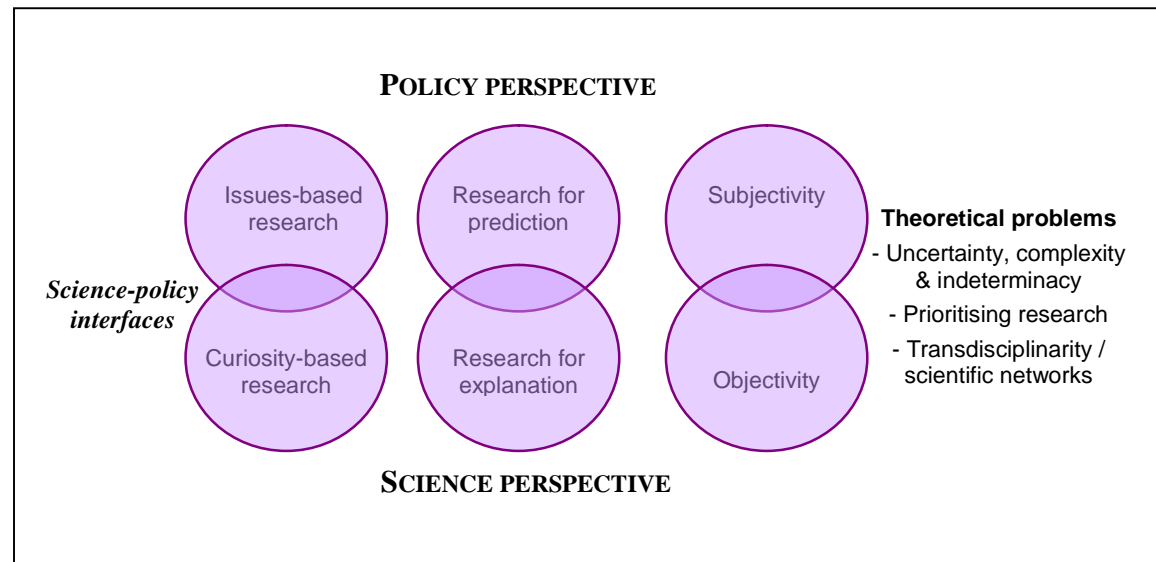 POLICY PERSPECTIVE
Issues-based
research
Research for
prediction
Subjectivity
Science-policy
interfaces
Curiosity-based
research
Research for
explanation
Objectivity
Theoretical problems
- Uncertainty, complexity
& indeterminacy
- Prioritising research
- Transdisciplinarity /
scientific networks
SCIENCE PERSPECTIVE